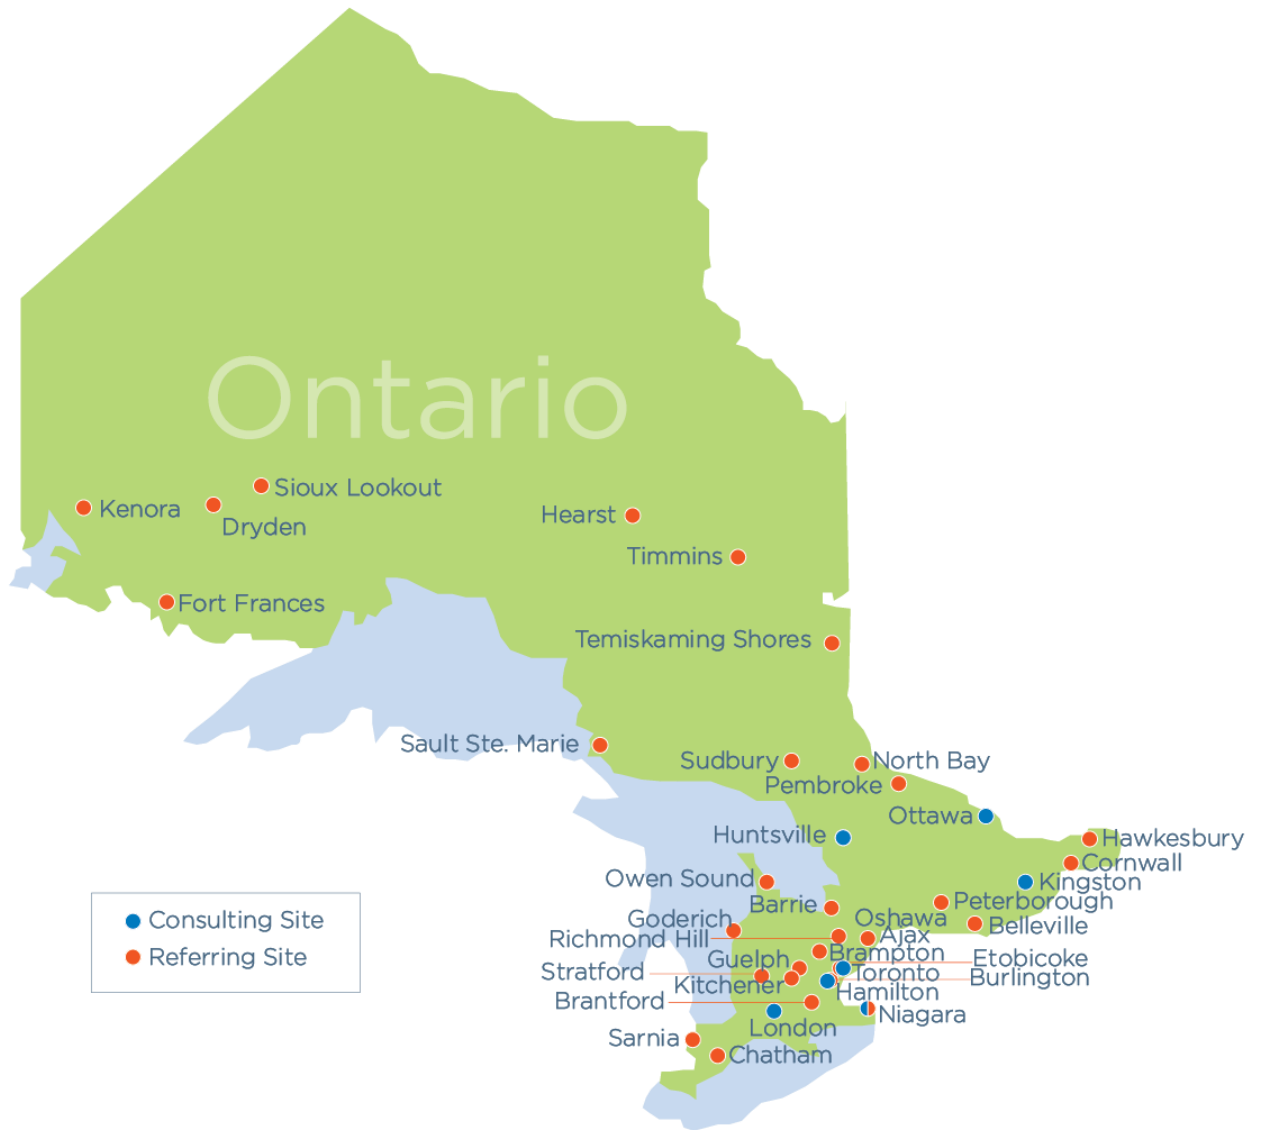 Ontario
Sioux Lookout
Kenora
Dryden
Hearst
Timmins
Fort Frances
Temiskaming Shores
Sault Ste. Marie
Sudbury
North Bay
Pembroke
Ottawa
Huntsville
Hawkesbury
Cornwall
Owen Sound
Kingston
Barrie
Peterborough
Goderich
Oshawa
Belleville
Richmond Hill
Ajax
Guelph
Brampton
Etobicoke
Stratford
Toronto
Burlington
Kitchener
Hamilton
Brantford
Niagara
London
Sarnia
Chatham
Consulting Site
Referring Site